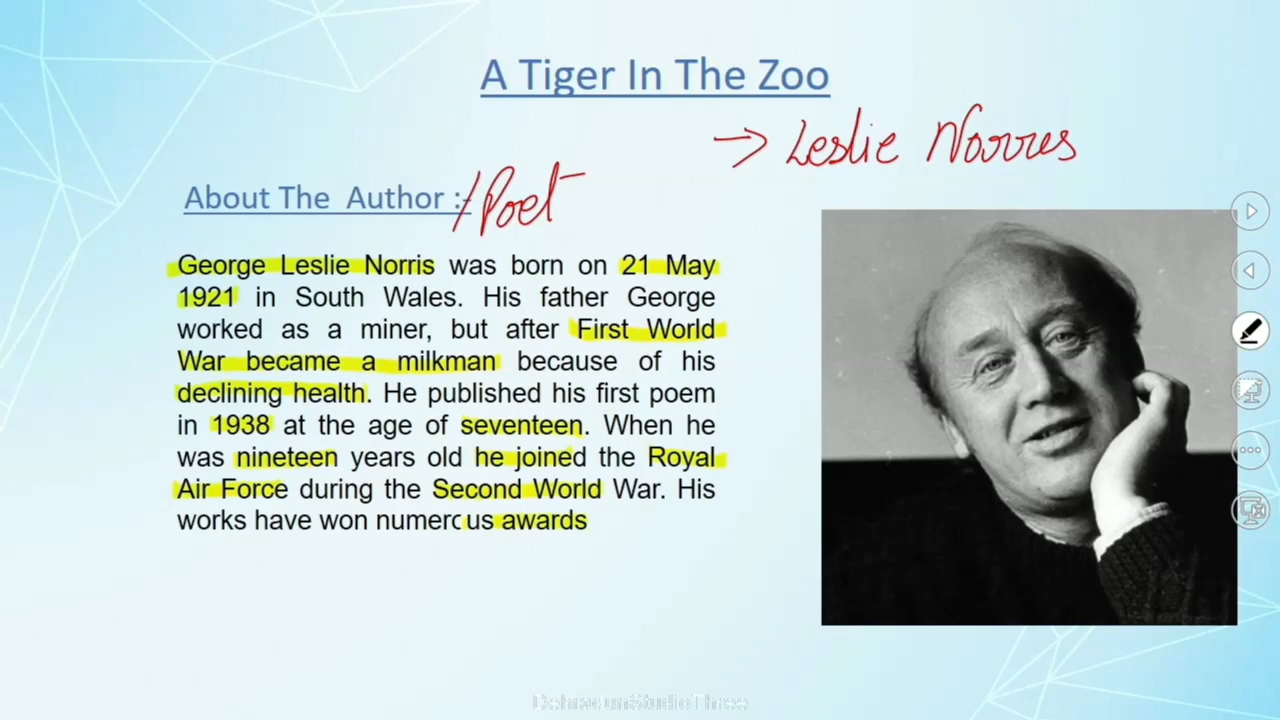 A Tiger In The Zoo
→ Leslie Norres
About The Author :- /Poet
George Leslie Norris was born on 21 May
1921 in South Wales. His father George
worked as a miner, but after First World
War became a milkman because of his
declining health. He published his first poem
in 1938 at the age of seventeen. When he
was nineteen years old he joined the Royal
Air Force during the Second World War. His
works have won numerous awards
DehradunStudioThree